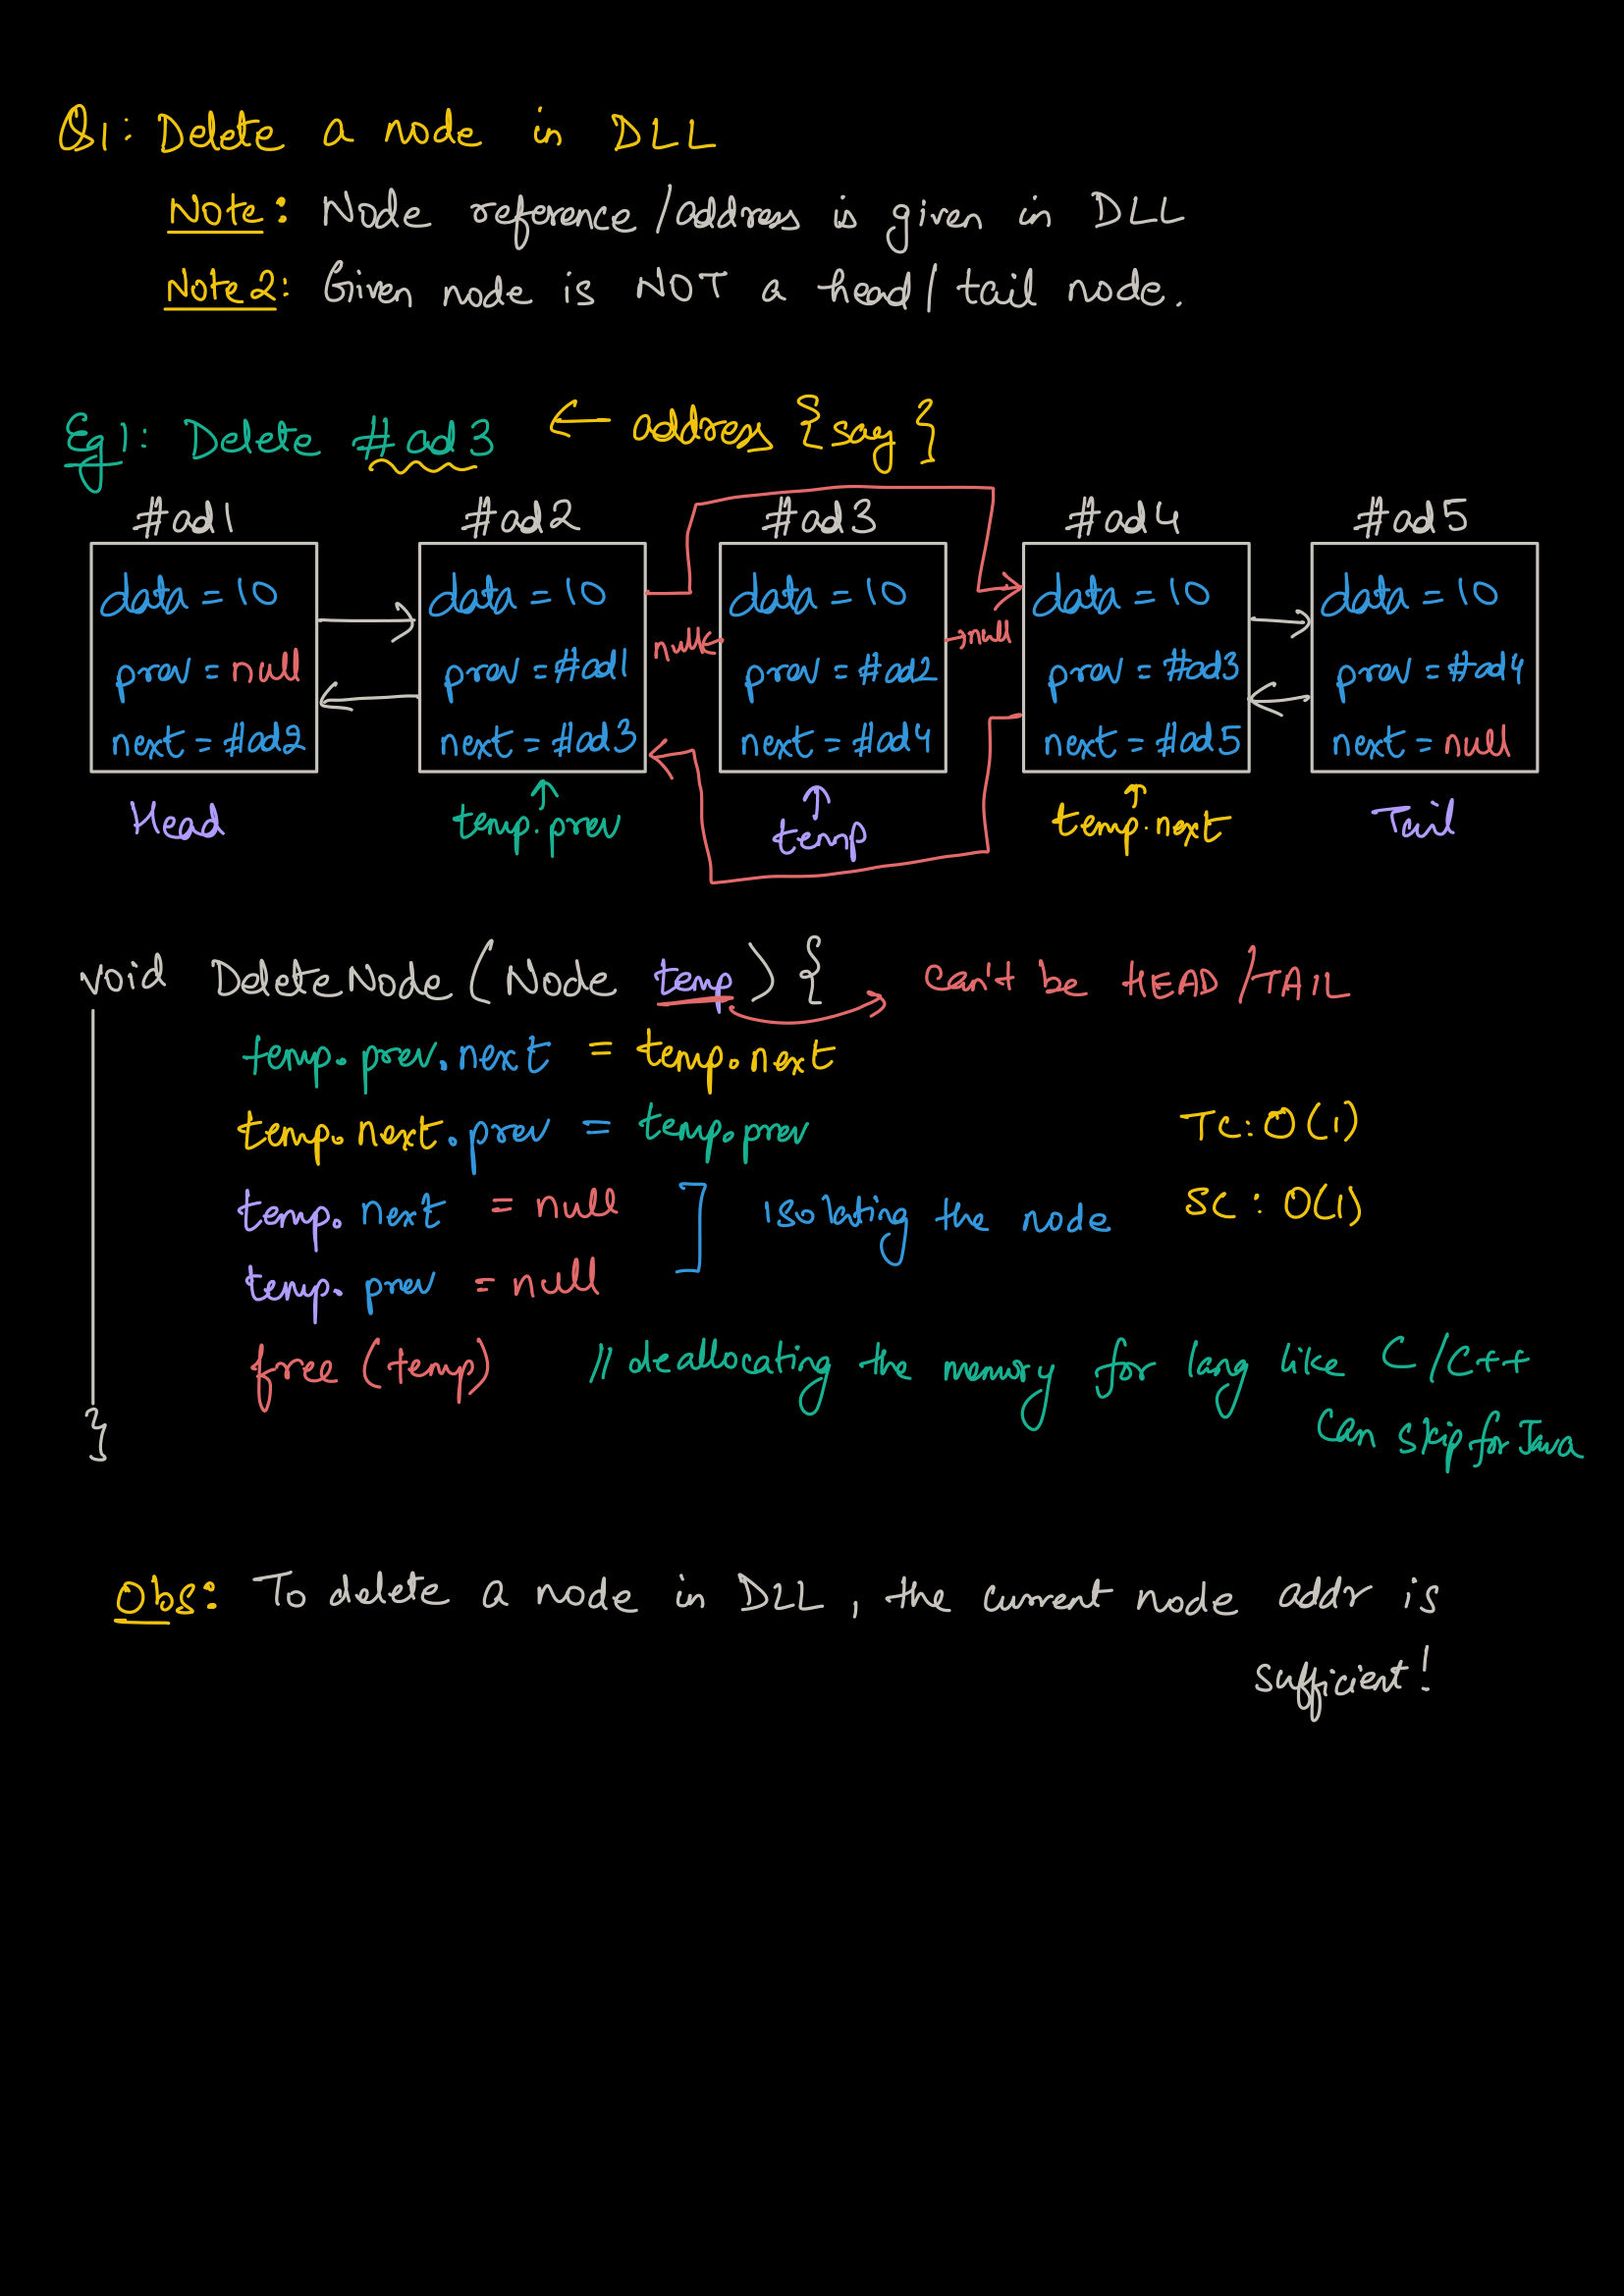 Q1: Delete a node in DLL
Note: Node reference/address is given in DLL
Note2: Given node is NOT a head/tail node.
Eg1: Delete #ad3 ← address {say}
#ad1 #ad2 #ad3 #ad4 #ad5
data = 10 data = 10 data = 10 data = 10 data = 10
null null
prev = null prev = #ad1 prev = #ad2 prev = #ad3 prev = #ad4
next = #ad2 next = #ad3 next = #ad4 next = #ad5 next = null
Head temp.prev temp temp.next Tail
void DeleteNode(Node temp){ Can't be HEAD/TAIL
temp.prev.next = temp.next
temp.next.prev = temp.prev TC: O(1)
temp.next = null ] isolating the node SC: O(1)
temp.prev = null
free(temp) // deallocating the memory for lang like C/C++
can skip for Java
}
Obs: To delete a node in DLL, the current node addr is
sufficient!